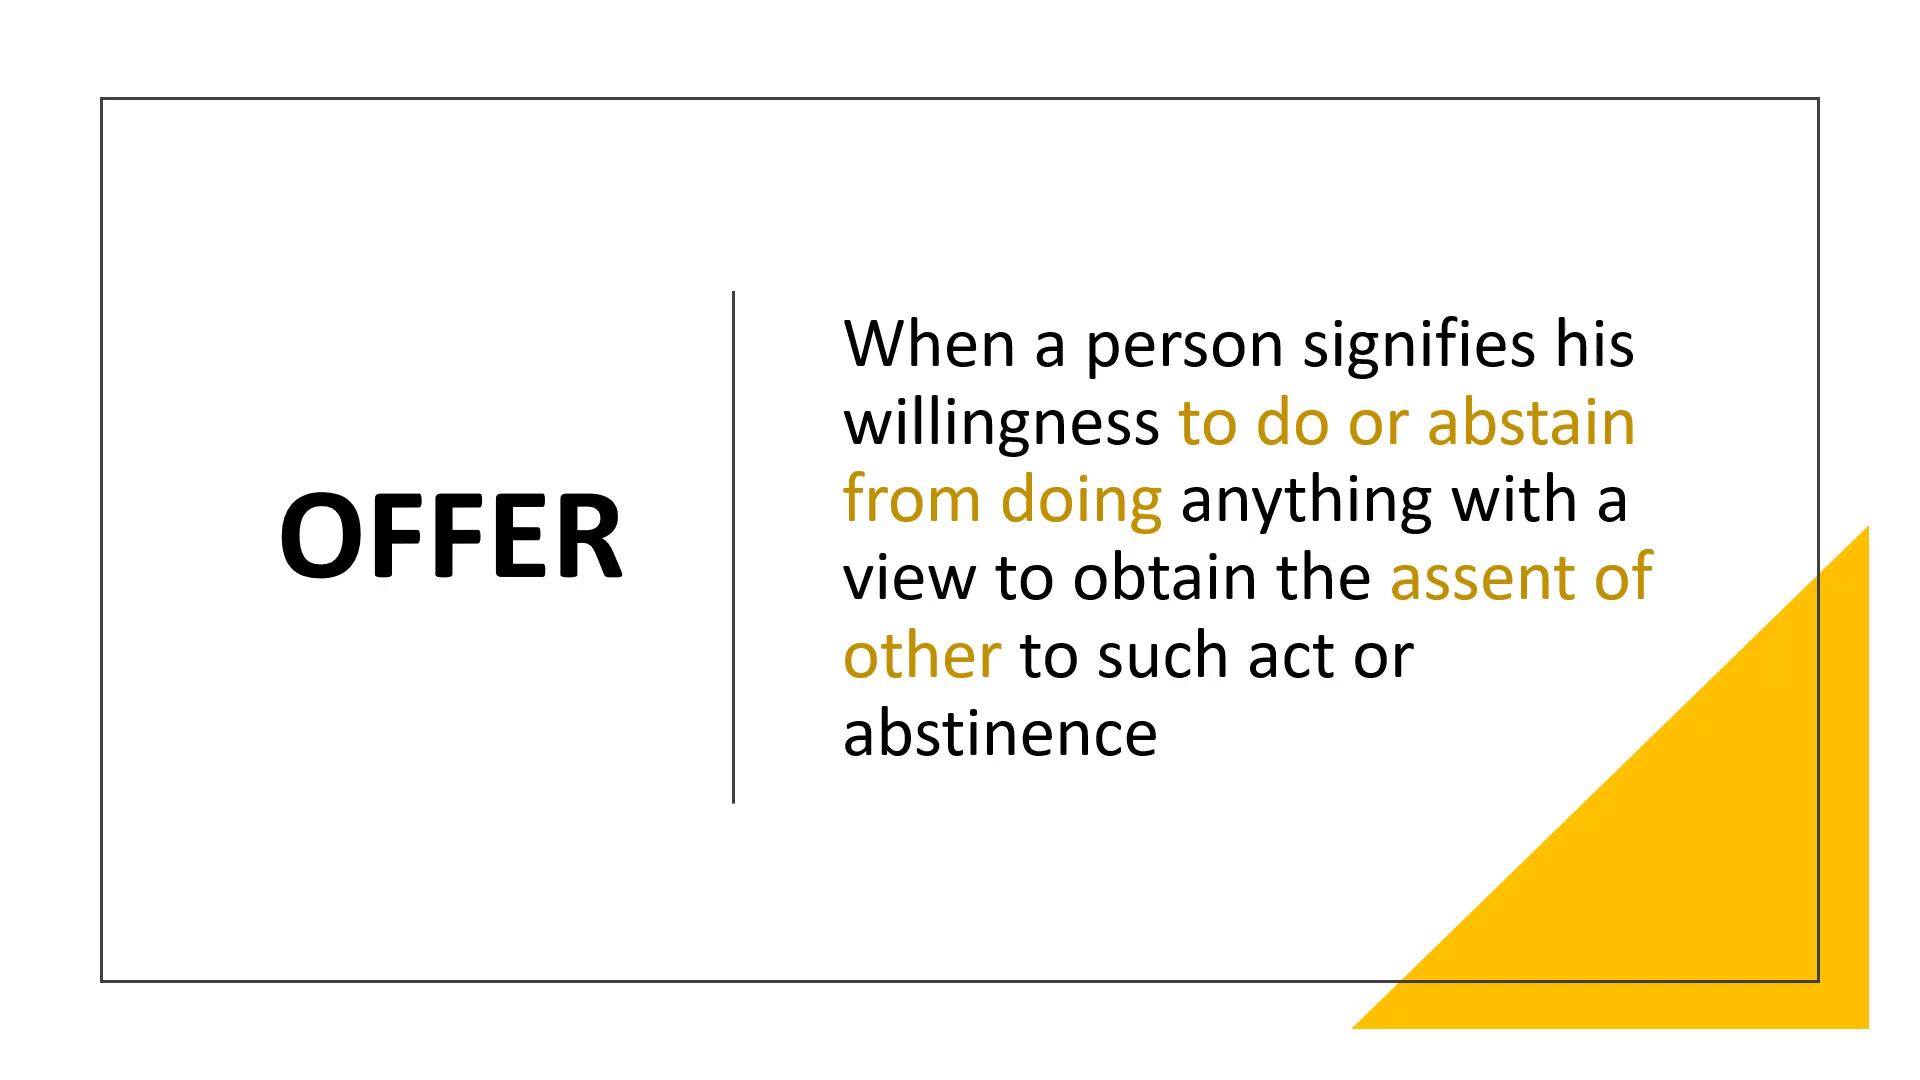 OFFER
When a person signifies his
willingness to do or abstain
from doing anything with a
view to obtain the assent of
other to such act or
abstinence